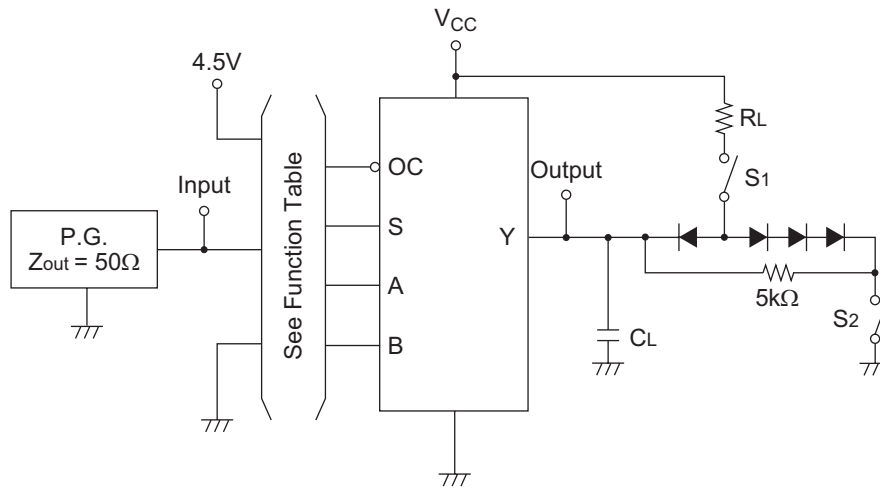 VCC
4.5V
RL
Input
See Function Table
OC
Output
S1
P.G.
Zout = 50Ω
S
Y
A
5kΩ
S2
B
CL